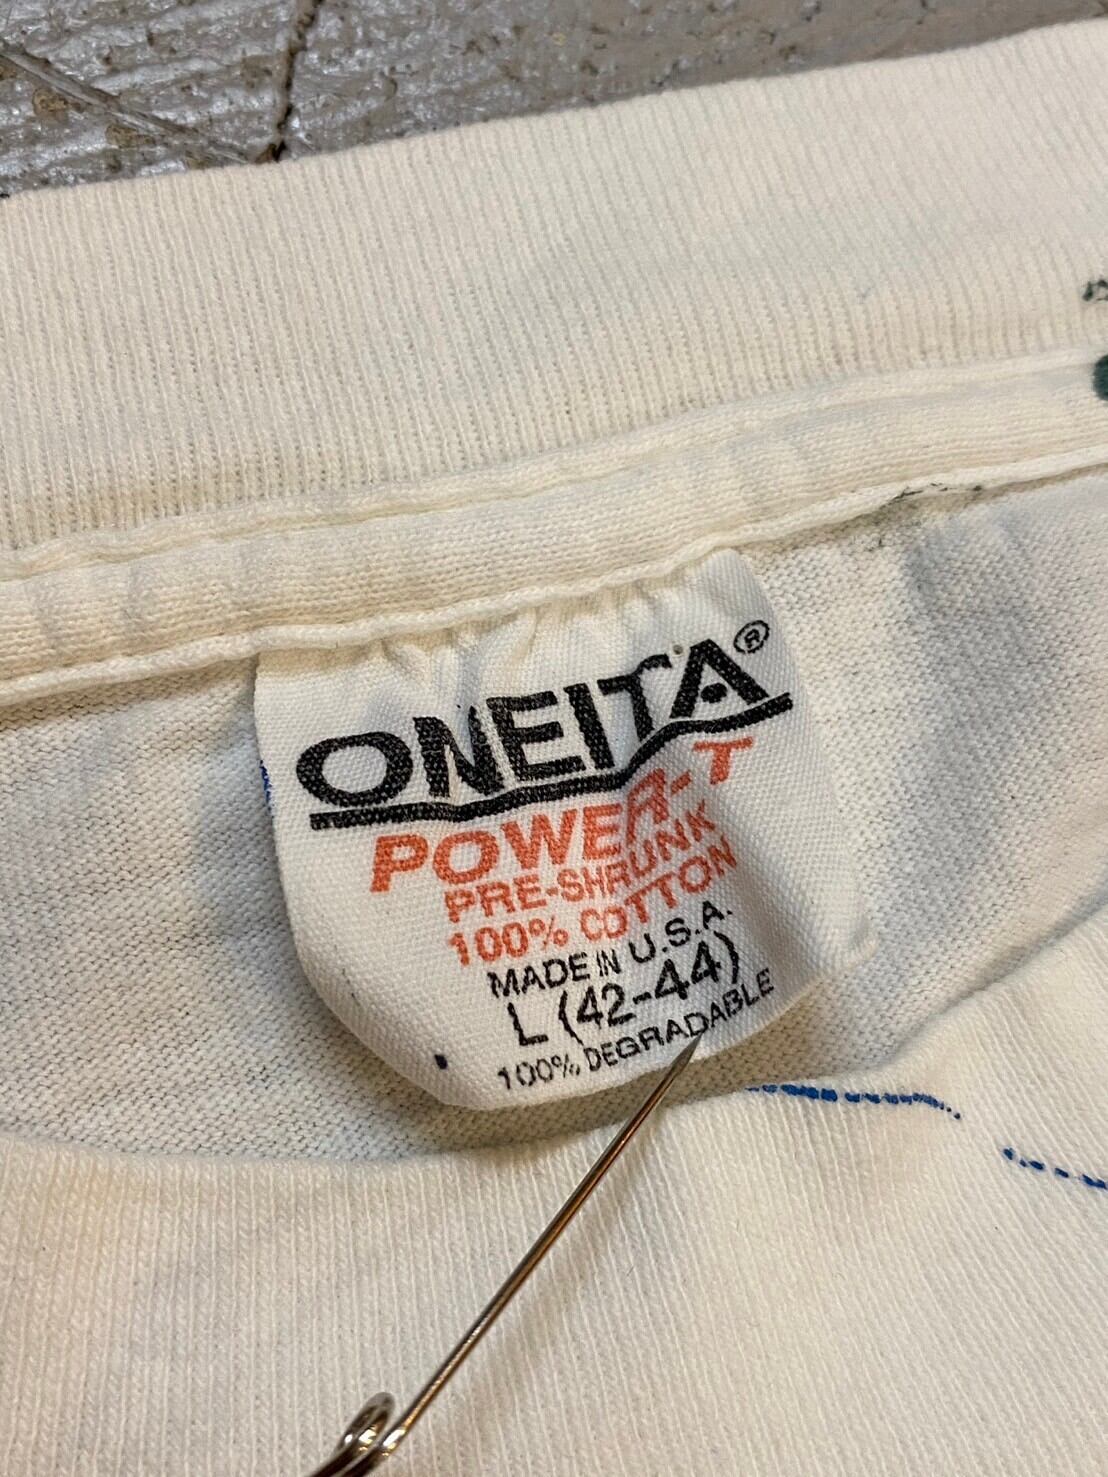 ONEITA®
POWER-T
PRE-SHRUNK
100% COTTON
MADE IN U.S.A.
L (42-44)
100% DEGRADABLE